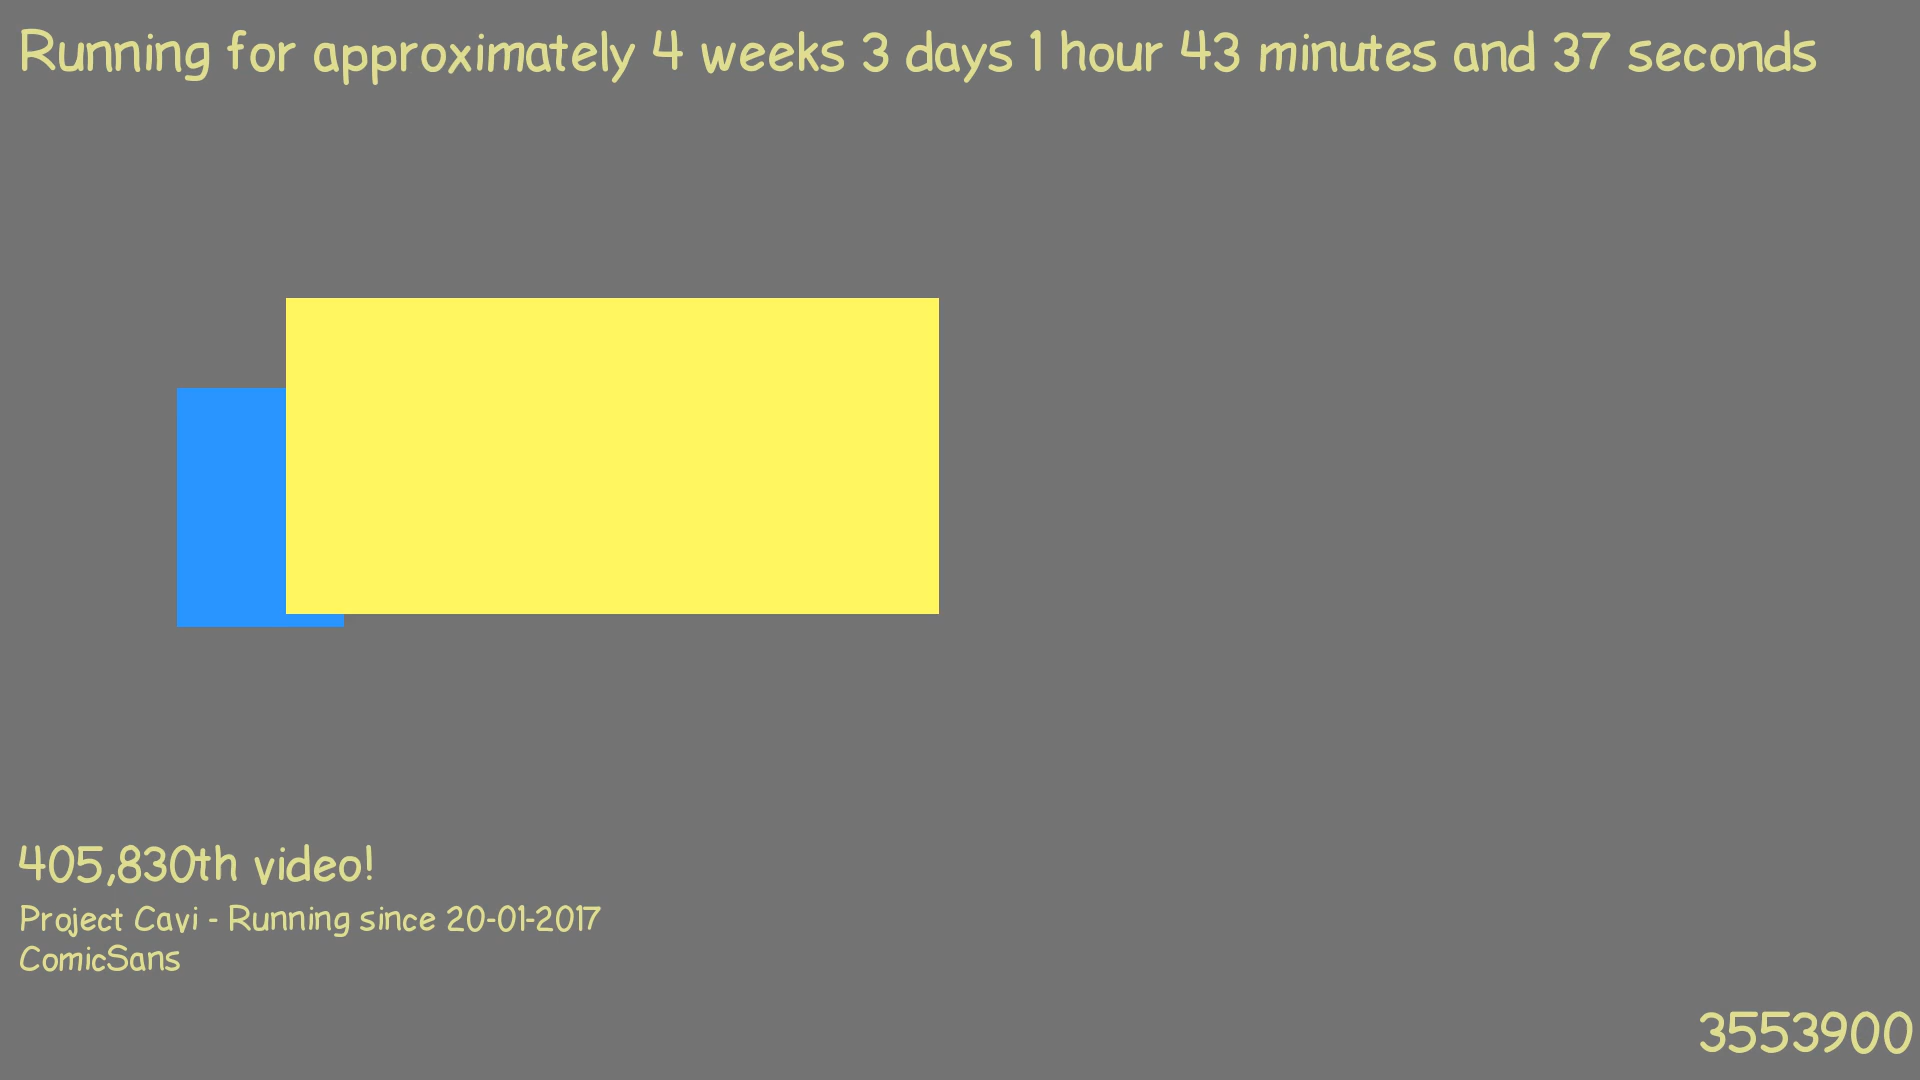 Running for approximately 4 weeks 3 days 1 hour 43 minutes and 37 seconds
405,830th video!
Project Cavi - Running since 20-01-2017
ComicSans
3553900